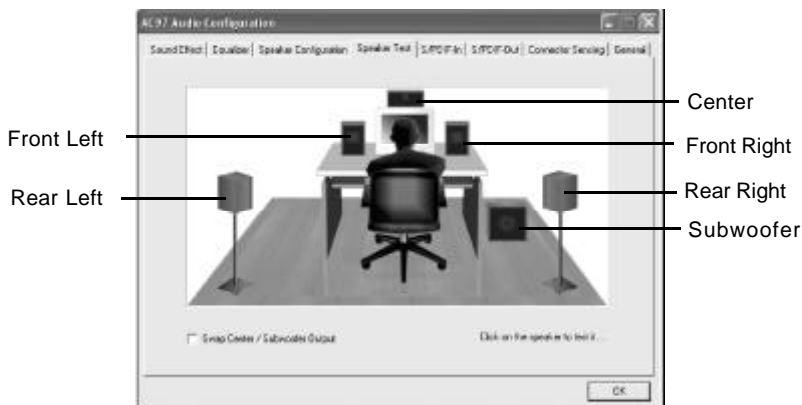 AC97 Audio Configuration
Sound Effect | Equalizer | Speaker Configuration | Speaker Test | S/PDIF-In | S/PDIF-Out | Connector Sensing | General
Center
Front Left
Front Right
Rear Left
Rear Right
Subwoofer
Swap Center / Subwoofer Output
Click on the speaker to test it...
OK